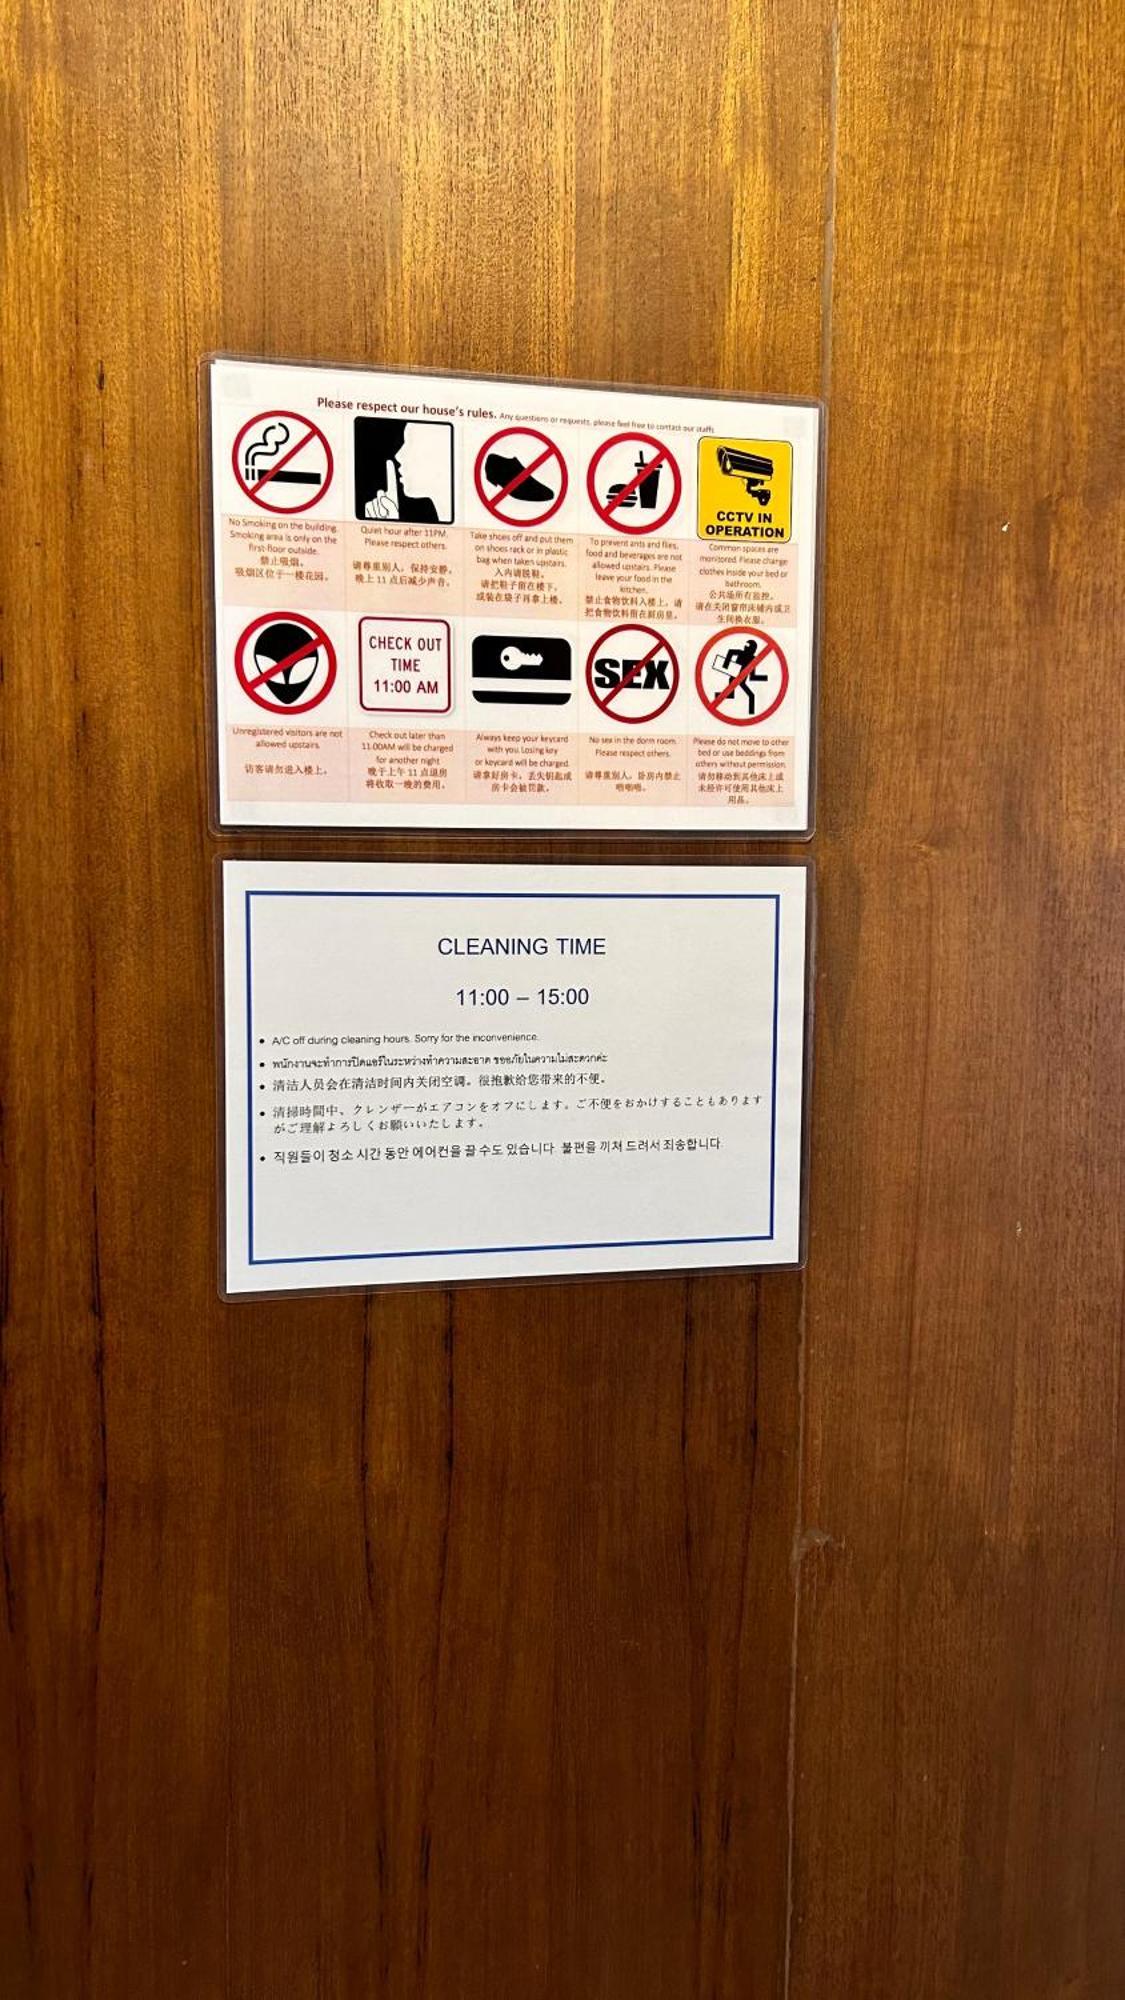 Please respect our house's rules. Any questions or requests, please feel free to contact our staffs
CCTV IN
OPERATION
No Smoking on the building.
Smoking area is only on the
first-floor outside.
禁止吸烟。
吸烟区位于一楼花园。
Quiet hour after 11PM.
Please respect others.
请尊重别人，保持安静。
晚上 11 点后减少声音。
Take shoes off and put them
on shoes rack or in plastic
bag when taken upstairs.
入内请脱鞋。
请把鞋子留在楼下，
或装在袋子再拿上楼。
To prevent ants and flies,
food and beverages are not
allowed upstairs. Please
leave your food in the
kitchen.
禁止食物饮料入楼上，请
把食物饮料留在厨房里。
Common spaces are
monitored. Please change
clothes inside your bed or
bathroom.
公共场所有监控。
请在关闭窗帘床铺内或卫
生间换衣服。
CHECK OUT
TIME
11:00 AM
SEX
Unregistered visitors are not
allowed upstairs.
访客请勿进入楼上。
Check out later than
11.00AM will be charged
for another night
晚于上午 11 点退房
将收取一晚的费用。
Always keep your keycard
with you. Losing key
or keycard will be charged.
请拿好房卡，丢失钥匙或
房卡会被罚款。
No sex in the dorm room.
Please respect others.
请尊重别人，卧房内禁止
啪啪啪。
Please do not move to other
bed or use beddings from
others without permission.
请勿移动到其他床上或
未经许可使用其他床上
用品。
CLEANING TIME
11:00 – 15:00
• A/C off during cleaning hours. Sorry for the inconvenience.
• พนักงานจะทำการปิดแอร์ในระหว่างทำความสะอาด ขออภัยในความไม่สะดวกค่ะ
• 清洁人员会在清洁时间内关闭空调。很抱歉给您带来的不便。
• 清掃時間中、クレンザーがエアコンをオフにします。ご不便をおかけすることもあります
がご理解よろしくお願いいたします。
• 직원들이 청소 시간 동안 에어컨을 끌 수도 있습니다. 불편을 끼쳐 드려서 죄송합니다.